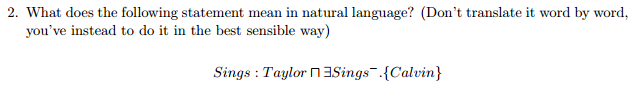 2. What does the following statement mean in natural language? (Don't translate it word by word,
you've instead to do it in the best sensible way)
Sings : Taylor ⊓ ∃Sings⁻.{Calvin}